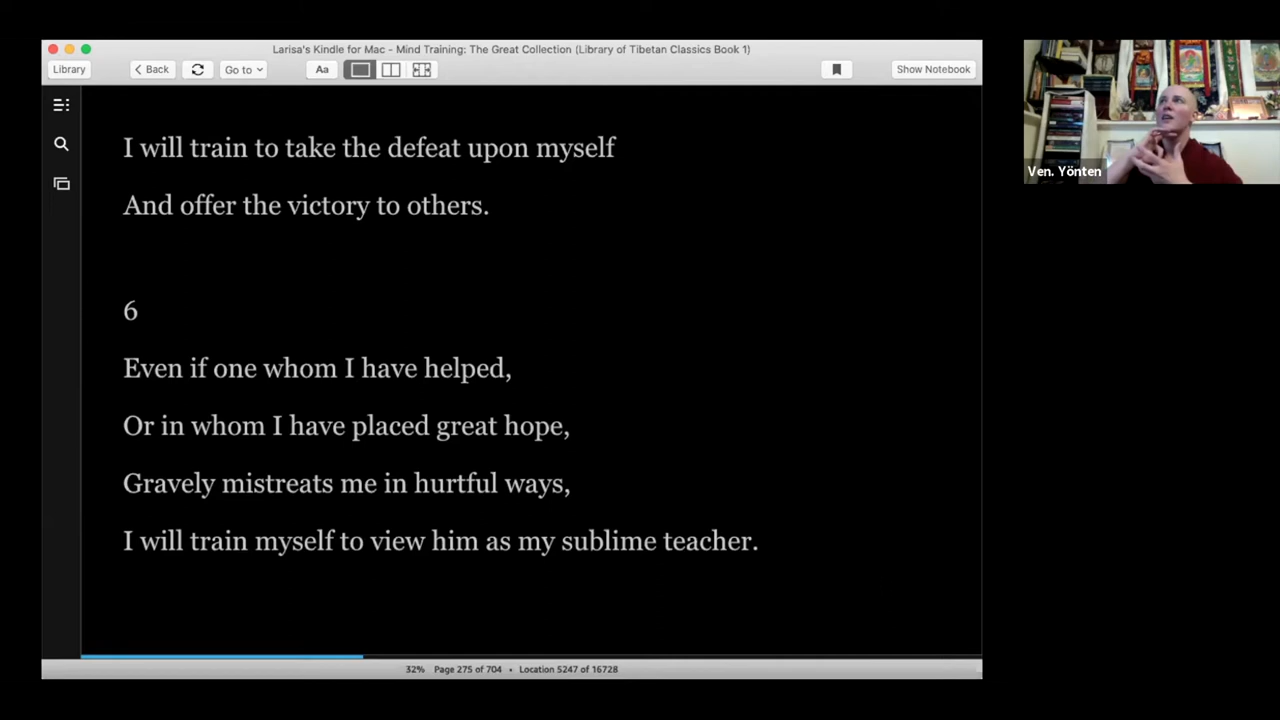 Larisa's Kindle for Mac - Mind Training: The Great Collection (Library of Tibetan Classics Book 1)
Library
Back
Go to
Aa
Show Notebook
I will train to take the defeat upon myself
And offer the victory to others.
6
Even if one whom I have helped,
Or in whom I have placed great hope,
Gravely mistreats me in hurtful ways,
I will train myself to view him as my sublime teacher.
32% Page 275 of 704 • Location 5247 of 16728
Ven. Yönten